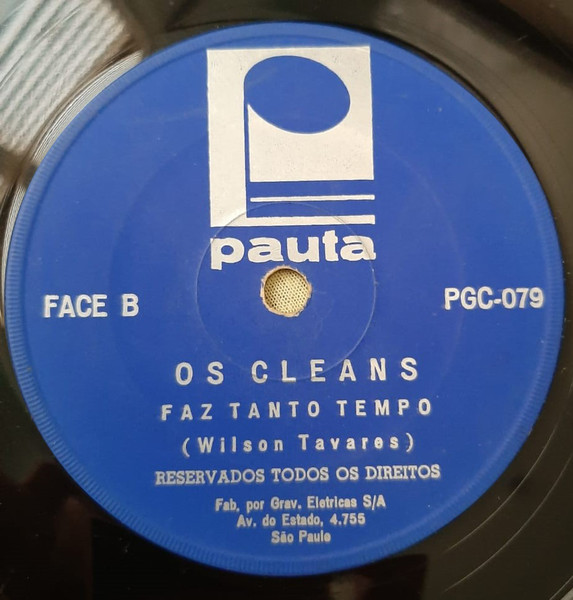 pauta
FACE B
PGC-079
OS CLEANS
FAZ TANTO TEMPO
(Wilson Tavares)
RESERVADOS TODOS OS DIREITOS
Fab, por Grav. Eletricas S/A
Av. do Estado, 4.755
São Paulo